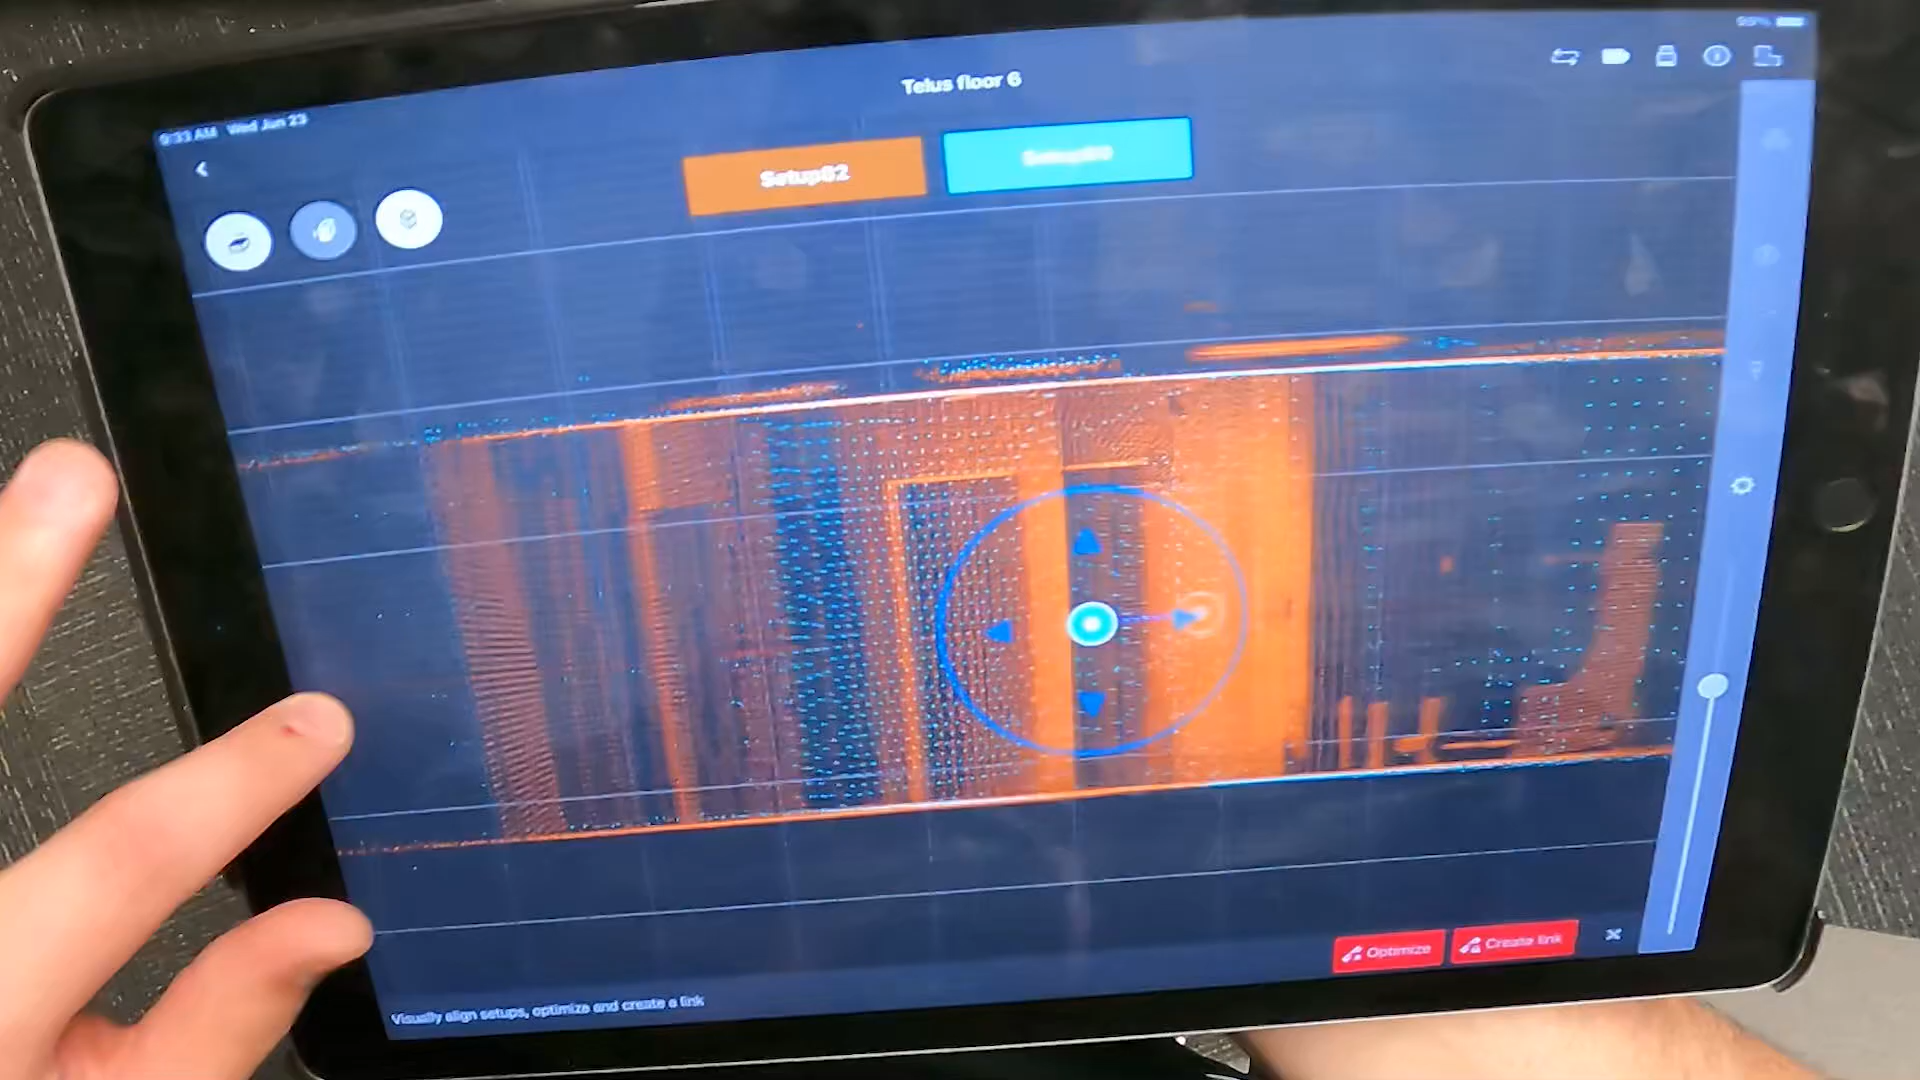 Telus floor 6
9:33 AM Wed Jun 23
Setup82
Optimize
Create link
Visually align setups, optimize and create a link